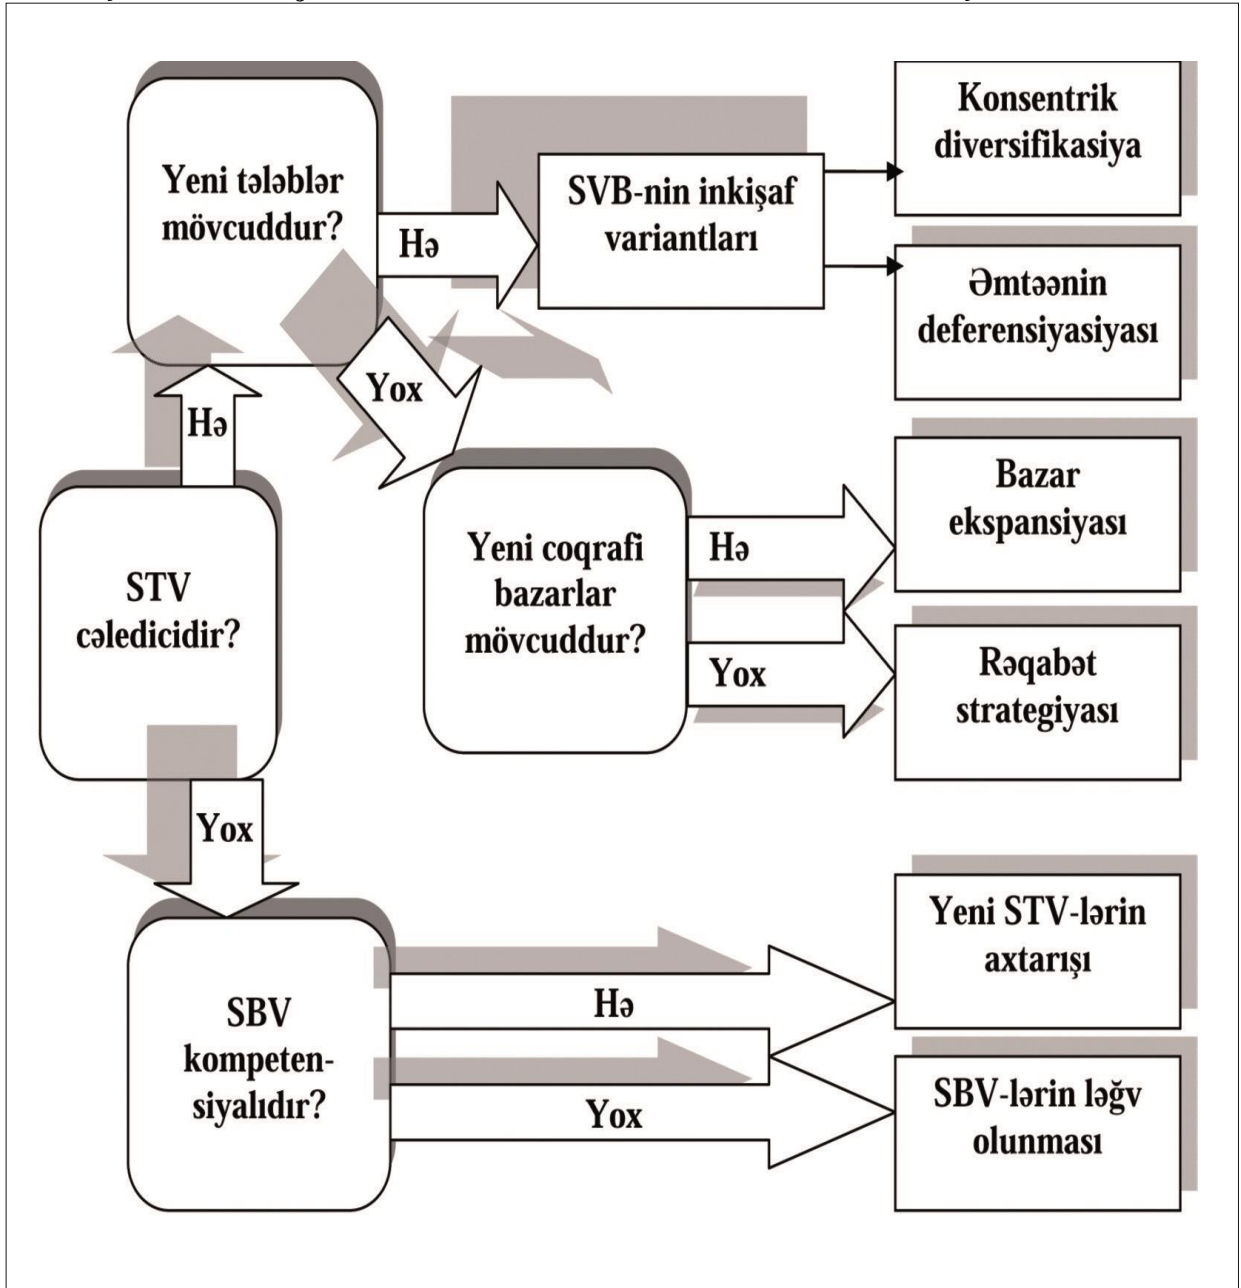 Yeni tələblər
mövcuddur?
Hə
SVB-nin inkişaf
variantları
Konsentrik
diversifikasiya
Əmtəənin
deferensiyasiyası
Yox
Hə
STV
cəledicidir?
Yeni coqrafi
bazarlar
mövcuddur?
Hə
Yox
Bazar
ekspansiyası
Rəqabət
strategiyası
Yox
SBV
kompeten-
siyalıdır?
Hə
Yox
Yeni STV-lərin
axtarışı
SBV-lərin ləğv
olunması